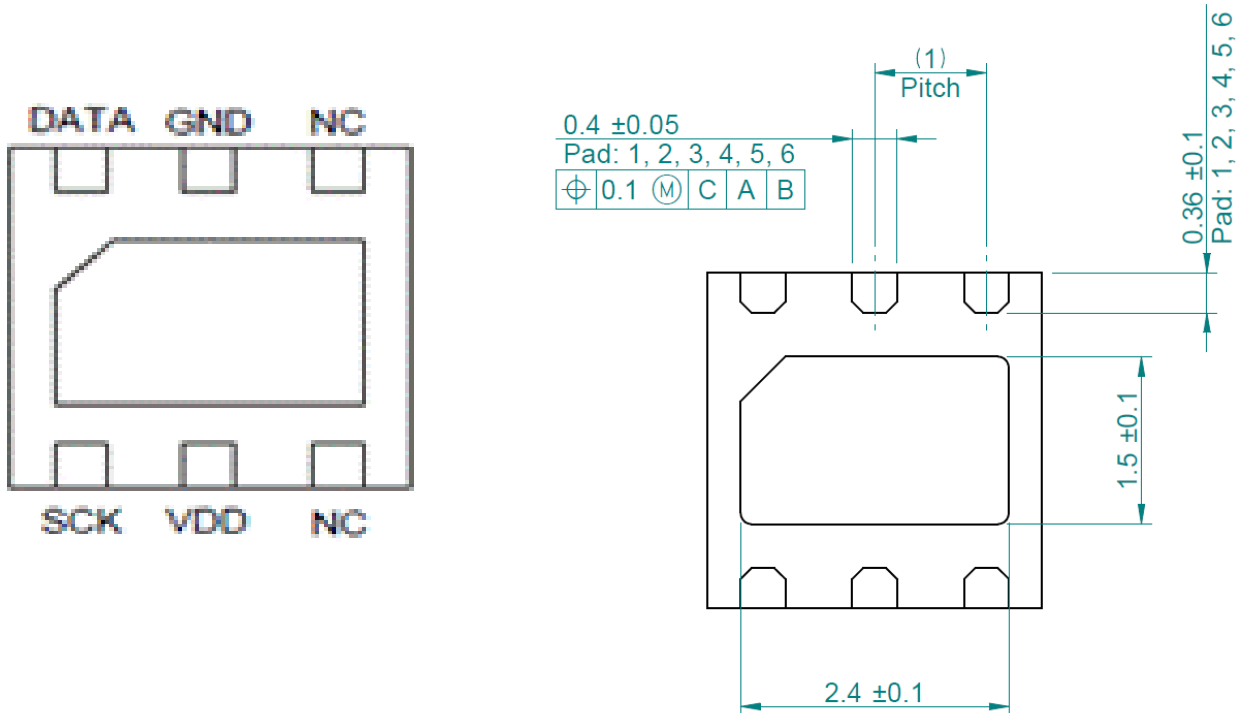 DATA GND NC
SCK VDD NC
(1)
Pitch
0.4 ±0.05
Pad: 1, 2, 3, 4, 5, 6
⌖ 0.1 Ⓜ C A B
0.36 ±0.1
Pad: 1, 2, 3, 4, 5, 6
1.5 ±0.1
2.4 ±0.1